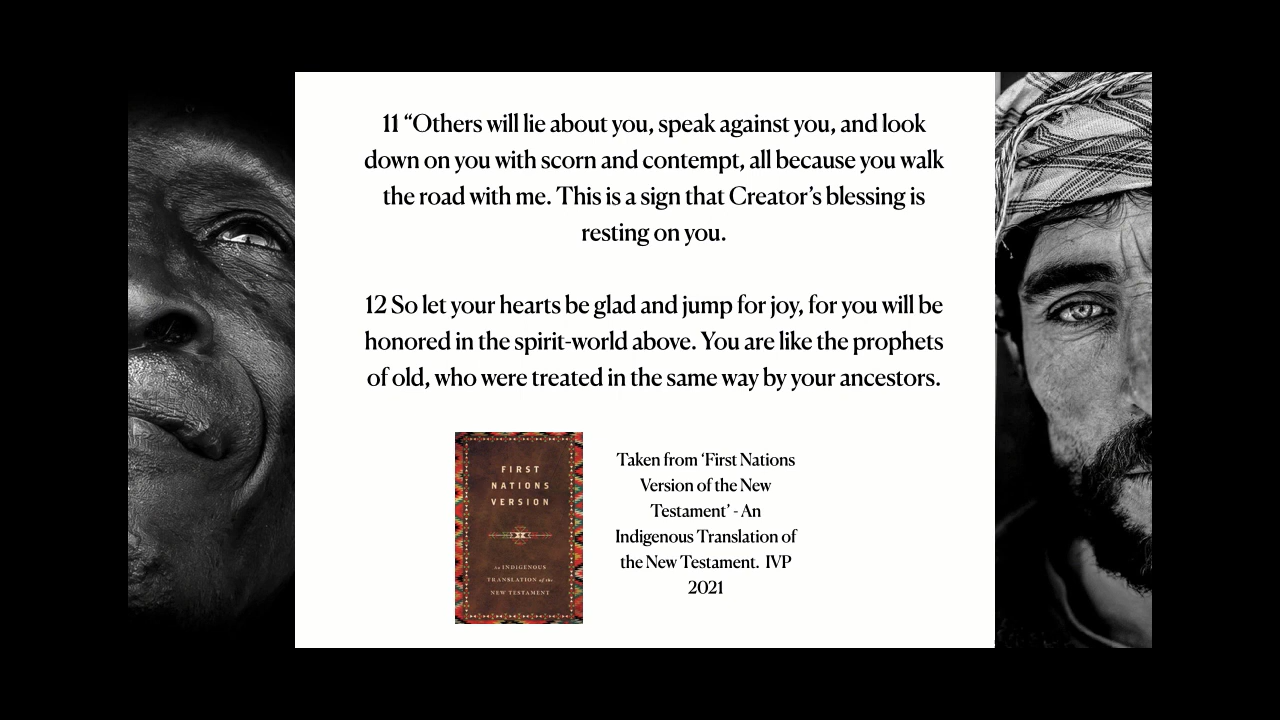 11 “Others will lie about you, speak against you, and look
down on you with scorn and contempt, all because you walk
the road with me. This is a sign that Creator’s blessing is
resting on you.
12 So let your hearts be glad and jump for joy, for you will be
honored in the spirit-world above. You are like the prophets
of old, who were treated in the same way by your ancestors.
FIRST
NATIONS
VERSION
An INDIGENOUS
TRANSLATION of the
NEW TESTAMENT
Taken from ‘First Nations
Version of the New
Testament’ - An
Indigenous Translation of
the New Testament. IVP
2021